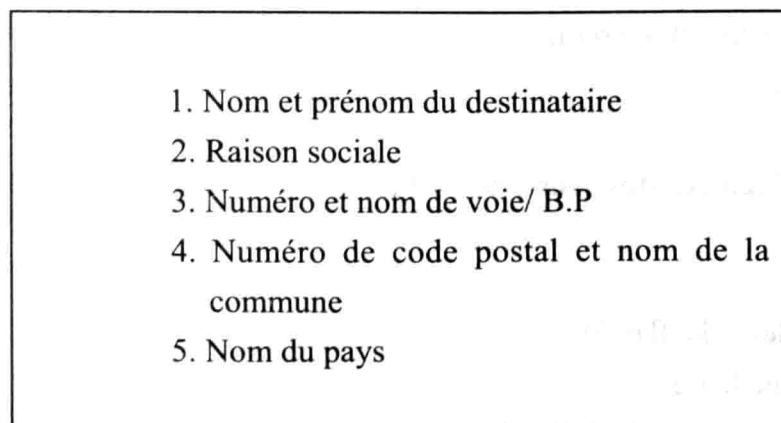 1. Nom et prénom du destinataire
2. Raison sociale
3. Numéro et nom de voie/ B.P
4. Numéro de code postal et nom de la
commune
5. Nom du pays